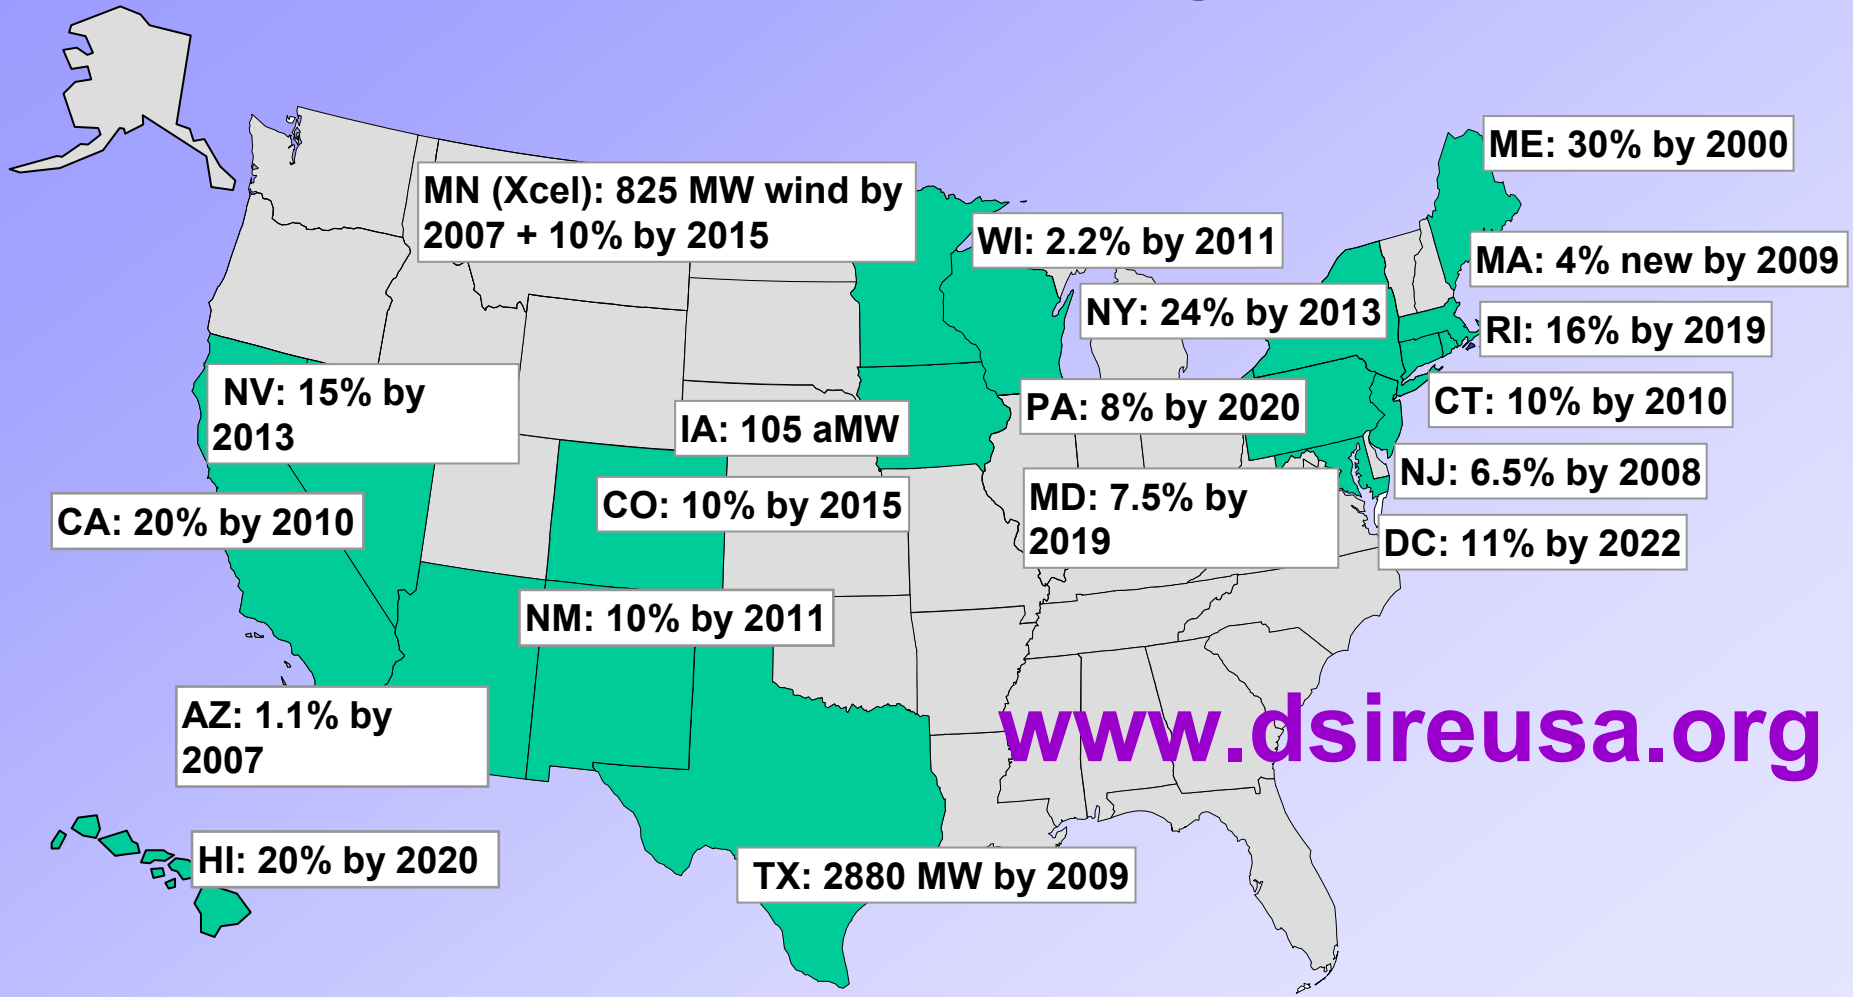 ME: 30% by 2000
MN (Xcel): 825 MW wind by
2007 + 10% by 2015
WI: 2.2% by 2011
MA: 4% new by 2009
NY: 24% by 2013
RI: 16% by 2019
NV: 15% by
2013
IA: 105 aMW
PA: 8% by 2020
CT: 10% by 2010
CA: 20% by 2010
CO: 10% by 2015
MD: 7.5% by
2019
NJ: 6.5% by 2008
DC: 11% by 2022
NM: 10% by 2011
AZ: 1.1% by
2007
www.dsireusa.org
HI: 20% by 2020
TX: 2880 MW by 2009